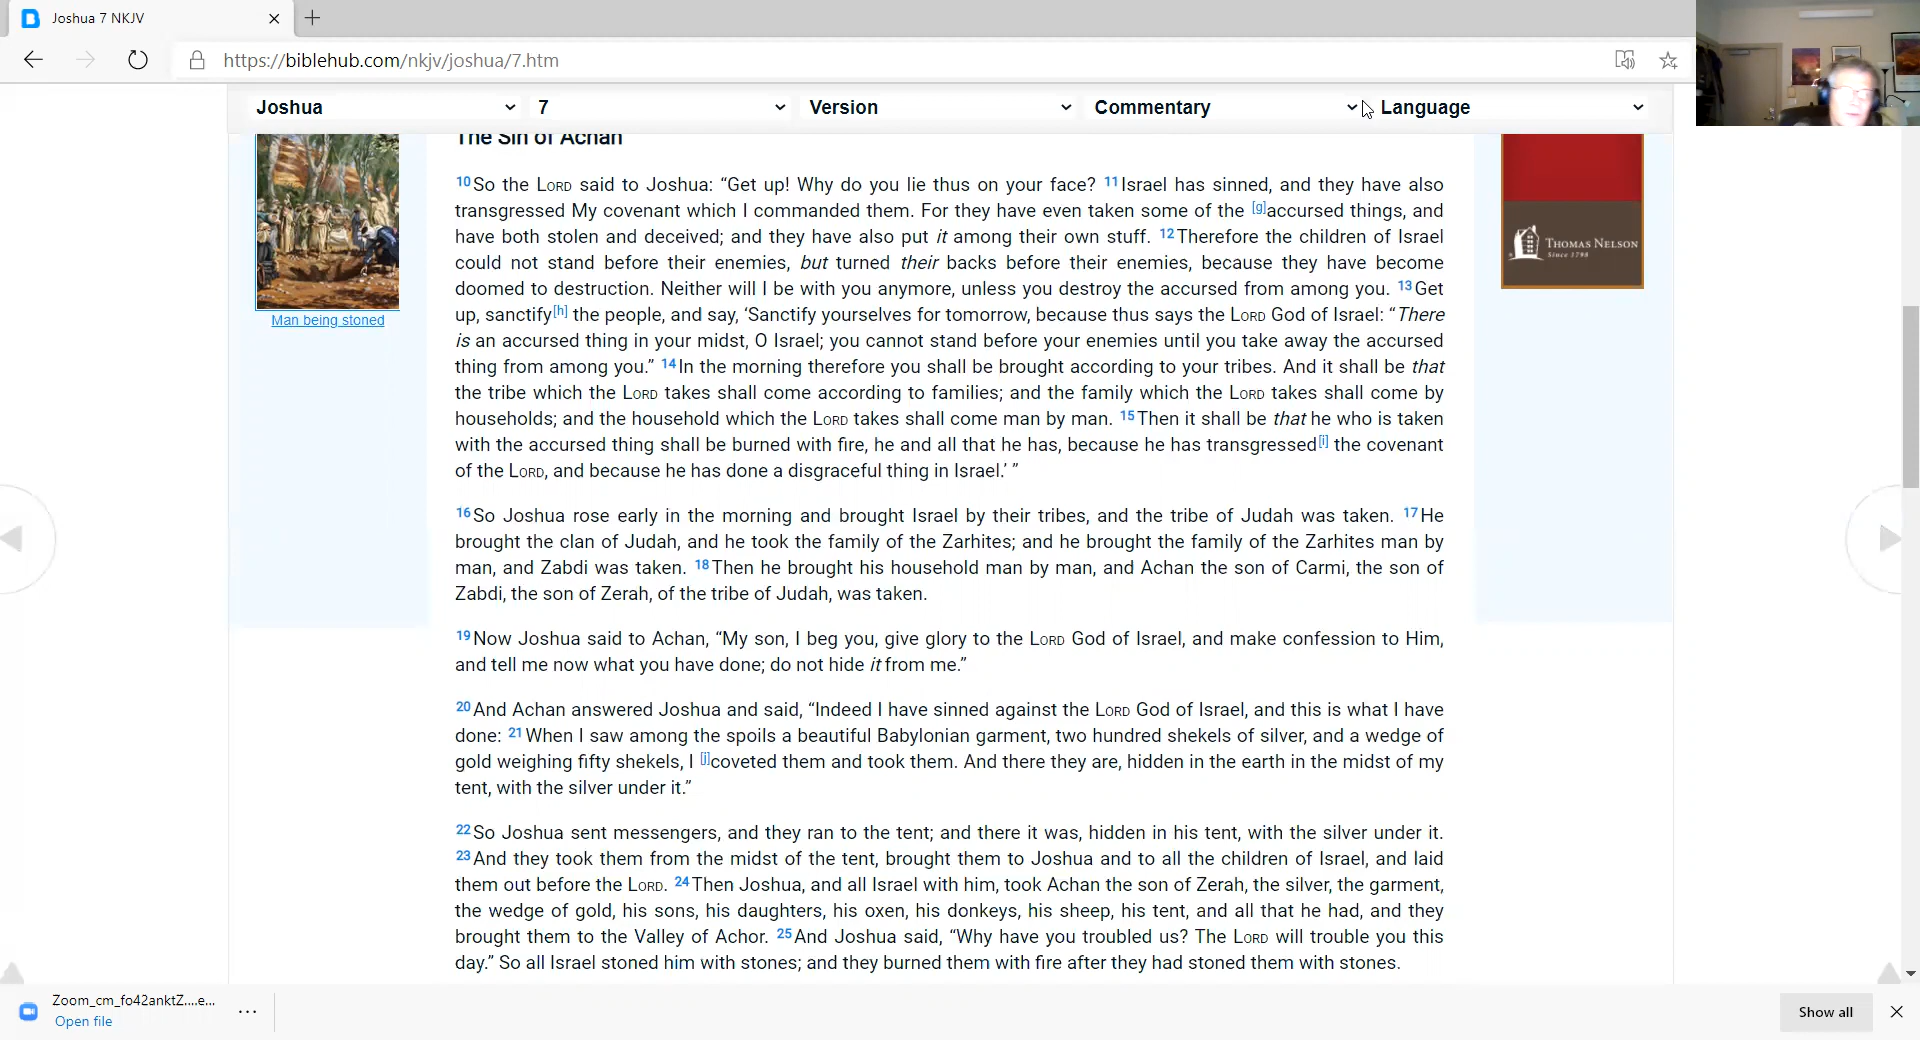 Joshua 7 NKJV
https://biblehub.com/nkjv/joshua/7.htm
Joshua 7 Version Commentary Language
The Sin of Achan
10So the LORD said to Joshua: “Get up! Why do you lie thus on your face? 11Israel has sinned, and they have also
transgressed My covenant which I commanded them. For they have even taken some of the [g]accursed things, and
have both stolen and deceived; and they have also put it among their own stuff. 12Therefore the children of Israel
could not stand before their enemies, but turned their backs before their enemies, because they have become
doomed to destruction. Neither will I be with you anymore, unless you destroy the accursed from among you. 13Get
up, sanctify[h] the people, and say, ‘Sanctify yourselves for tomorrow, because thus says the LORD God of Israel: “There
is an accursed thing in your midst, O Israel; you cannot stand before your enemies until you take away the accursed
thing from among you.” 14In the morning therefore you shall be brought according to your tribes. And it shall be that
the tribe which the LORD takes shall come according to families; and the family which the LORD takes shall come by
households; and the household which the LORD takes shall come man by man. 15Then it shall be that he who is taken
with the accursed thing shall be burned with fire, he and all that he has, because he has transgressed[i] the covenant
of the LORD, and because he has done a disgraceful thing in Israel.’ ”
16So Joshua rose early in the morning and brought Israel by their tribes, and the tribe of Judah was taken. 17He
brought the clan of Judah, and he took the family of the Zarhites; and he brought the family of the Zarhites man by
man, and Zabdi was taken. 18Then he brought his household man by man, and Achan the son of Carmi, the son of
Zabdi, the son of Zerah, of the tribe of Judah, was taken.
19Now Joshua said to Achan, “My son, I beg you, give glory to the LORD God of Israel, and make confession to Him,
and tell me now what you have done; do not hide it from me.”
20And Achan answered Joshua and said, “Indeed I have sinned against the LORD God of Israel, and this is what I have
done: 21When I saw among the spoils a beautiful Babylonian garment, two hundred shekels of silver, and a wedge of
gold weighing fifty shekels, I [j]coveted them and took them. And there they are, hidden in the earth in the midst of my
tent, with the silver under it.”
22So Joshua sent messengers, and they ran to the tent; and there it was, hidden in his tent, with the silver under it.
23And they took them from the midst of the tent, brought them to Joshua and to all the children of Israel, and laid
them out before the LORD. 24Then Joshua, and all Israel with him, took Achan the son of Zerah, the silver, the garment,
the wedge of gold, his sons, his daughters, his oxen, his donkeys, his sheep, his tent, and all that he had, and they
brought them to the Valley of Achor. 25And Joshua said, “Why have you troubled us? The LORD will trouble you this
day.” So all Israel stoned him with stones; and they burned them with fire after they had stoned them with stones.
Man being stoned
THOMAS NELSON
Since 1798
Zoom_cm_fo42anktZ....e...
Open file
Show all